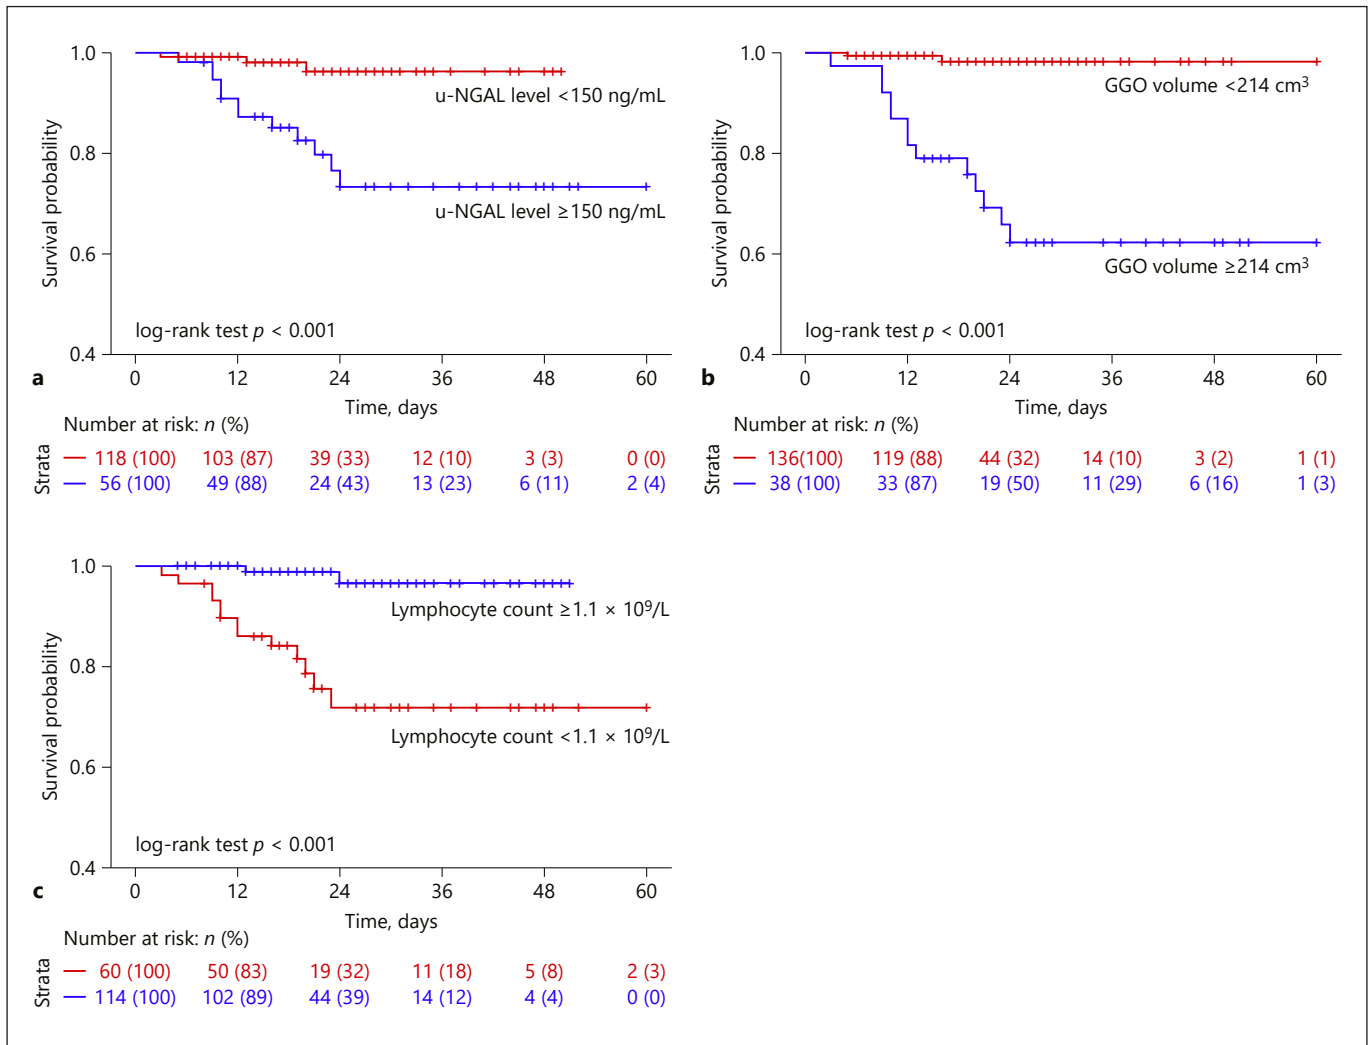 1.0
0.8
0.6
0.4
Survival probability
u-NGAL level <150 ng/mL
u-NGAL level ≥150 ng/mL
log-rank test p < 0.001
0 12 24 36 48 60
a
Time, days
Number at risk: n (%)
Strata
118 (100) 103 (87) 39 (33) 12 (10) 3 (3) 0 (0)
56 (100) 49 (88) 24 (43) 13 (23) 6 (11) 2 (4)
1.0
0.8
0.6
0.4
Survival probability
GGO volume <214 cm³
GGO volume ≥214 cm³
log-rank test p < 0.001
0 12 24 36 48 60
b
Time, days
Number at risk: n (%)
Strata
136(100) 119 (88) 44 (32) 14 (10) 3 (2) 1 (1)
38 (100) 33 (87) 19 (50) 11 (29) 6 (16) 1 (3)
1.0
0.8
0.6
0.4
Survival probability
Lymphocyte count ≥1.1 × 10⁹/L
Lymphocyte count <1.1 × 10⁹/L
log-rank test p < 0.001
0 12 24 36 48 60
c
Time, days
Number at risk: n (%)
Strata
60 (100) 50 (83) 19 (32) 11 (18) 5 (8) 2 (3)
114 (100) 102 (89) 44 (39) 14 (12) 4 (4) 0 (0)